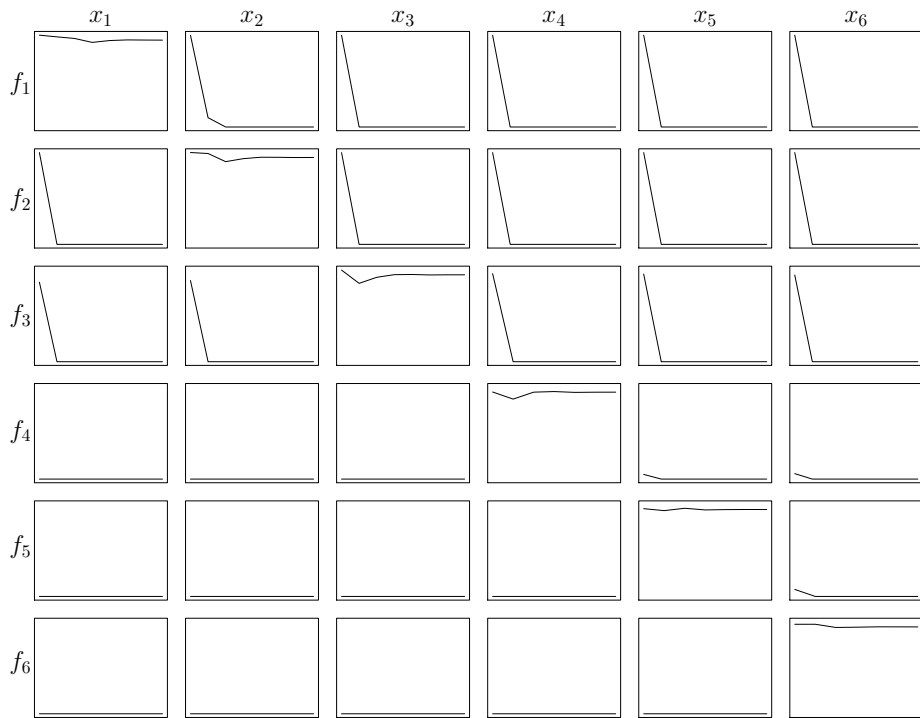 x₁ x₂ x₃ x₄ x₅ x₆
f₁
f₂
f₃
f₄
f₅
f₆